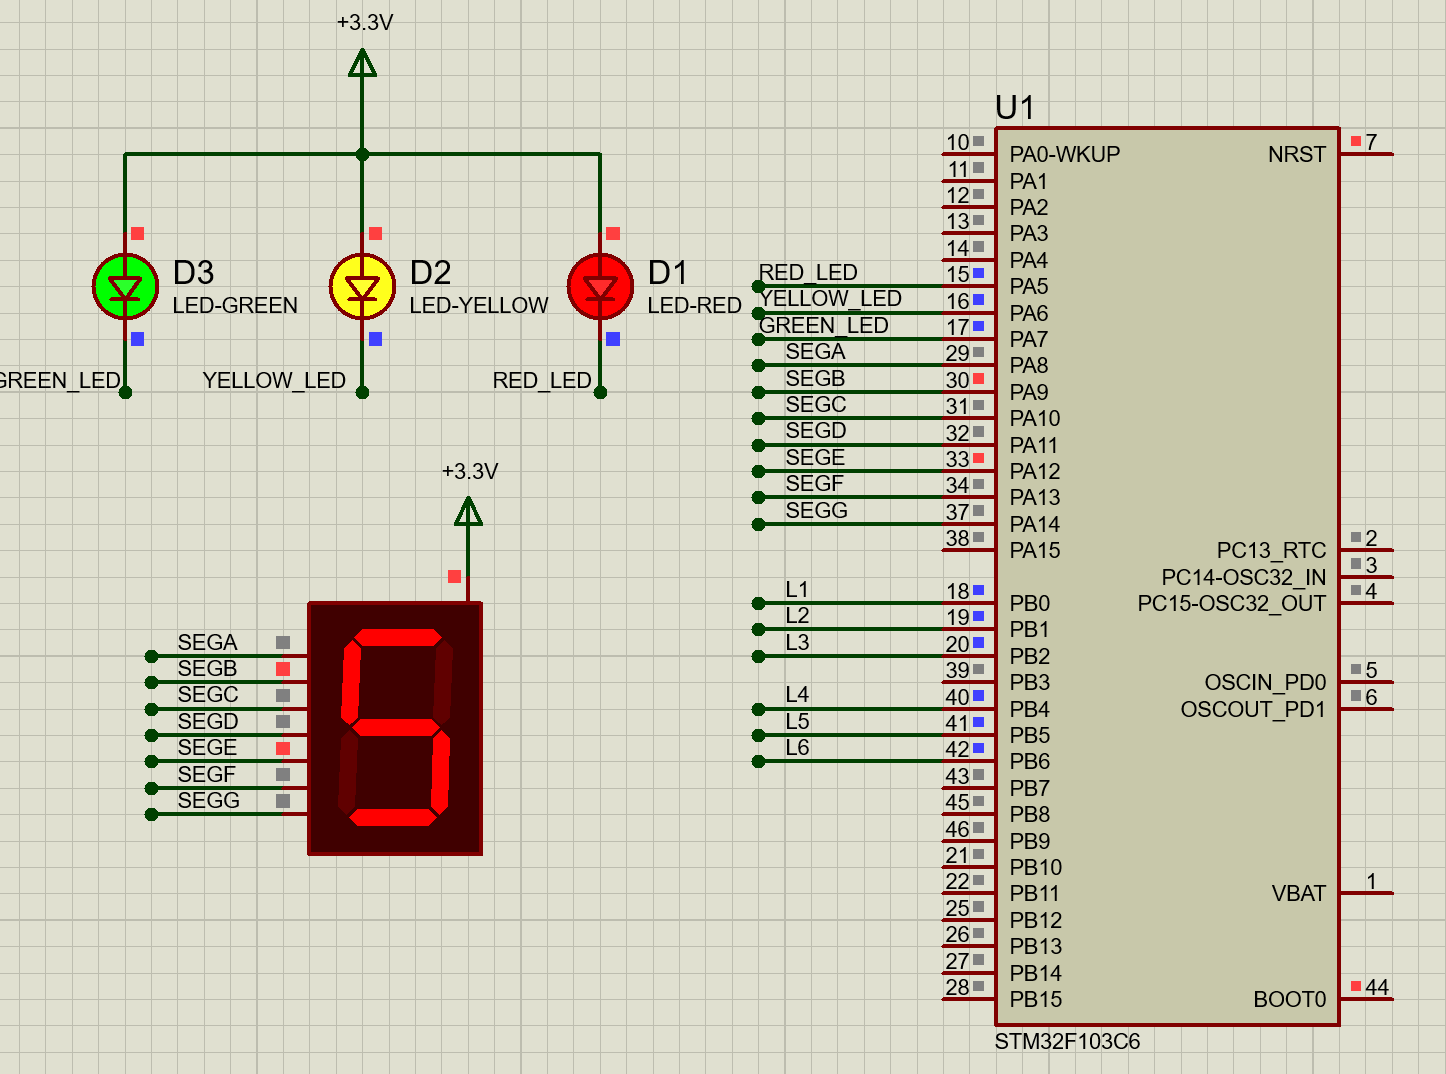 +3.3V
D3
LED-GREEN
D2
LED-YELLOW
D1
LED-RED
GREEN_LED
YELLOW_LED
RED_LED
+3.3V
SEGA
SEGB
SEGC
SEGD
SEGE
SEGF
SEGG
5
U1
RED_LED
YELLOW_LED
GREEN_LED
SEGA
SEGB
SEGC
SEGD
SEGE
SEGF
SEGG
L1
L2
L3
L4
L5
L6
10 PA0-WKUP
11 PA1
12 PA2
13 PA3
14 PA4
15 PA5
16 PA6
17 PA7
29 PA8
30 PA9
31 PA10
32 PA11
33 PA12
34 PA13
37 PA14
38 PA15
18 PB0
19 PB1
20 PB2
39 PB3
40 PB4
41 PB5
42 PB6
43 PB7
45 PB8
46 PB9
21 PB10
22 PB11
25 PB12
26 PB13
27 PB14
28 PB15
NRST 7
PC13_RTC 2
PC14-OSC32_IN 3
PC15-OSC32_OUT 4
OSCIN_PD0 5
OSCOUT_PD1 6
VBAT 1
BOOT0 44
STM32F103C6